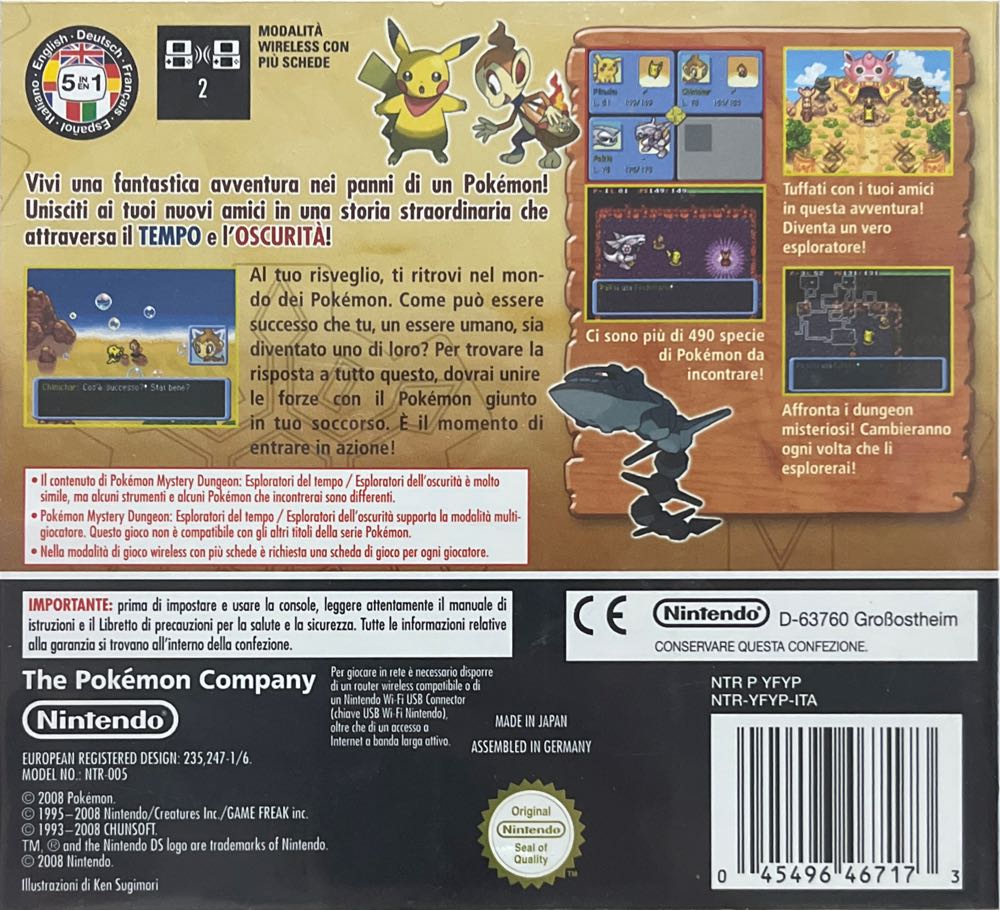 English · Deutsch · Français · Español · Italiano
5 IN EN 1
MODALITÀ
WIRELESS CON
PIÙ SCHEDE
2
Vivi una fantastica avventura nei panni di un Pokémon!
Unisciti ai tuoi nuovi amici in una storia straordinaria che
attraversa il TEMPO e l'OSCURITÀ!
Al tuo risveglio, ti ritrovi nel mon-
do dei Pokémon. Come può essere
successo che tu, un essere umano, sia
diventato uno di loro? Per trovare la
risposta a tutto questo, dovrai unire
le forze con il Pokémon giunto
in tuo soccorso. È il momento di
entrare in azione!
Chimchar: Cos'è successo? Stai bene?
Pikachu
Chimchar
Palkia
Tuffati con i tuoi amici
in questa avventura!
Diventa un vero
esploratore!
Ci sono più di 490 specie
di Pokémon da
incontrare!
Affronta i dungeon
misteriosi! Cambieranno
ogni volta che li
esplorerai!
• Il contenuto di Pokémon Mystery Dungeon: Esploratori del tempo / Esploratori dell'oscurità è molto
simile, ma alcuni strumenti e alcuni Pokémon che incontrerai sono differenti.
• Pokémon Mystery Dungeon: Esploratori del tempo / Esploratori dell'oscurità supporta la modalità multi-
giocatore. Questo gioco non è compatibile con gli altri titoli della serie Pokémon.
• Nella modalità di gioco wireless con più schede è richiesta una scheda di gioco per ogni giocatore.
IMPORTANTE: prima di impostare e usare la console, leggere attentamente il manuale di
istruzioni e il Libretto di precauzioni per la salute e la sicurezza. Tutte le informazioni relative
alla garanzia si trovano all'interno della confezione.
CE Nintendo® D-63760 Großostheim
CONSERVARE QUESTA CONFEZIONE.
The Pokémon Company
Nintendo®
Per giocare in rete è necessario disporre
di un router wireless compatibile o di
un Nintendo Wi-Fi USB Connector
(chiave USB Wi-Fi Nintendo),
oltre che di un accesso a
Internet a banda larga attivo.
MADE IN JAPAN
ASSEMBLED IN GERMANY
NTR P YFYP
NTR-YFYP-ITA
EUROPEAN REGISTERED DESIGN: 235,247-1/6.
MODEL NO.: NTR-005
© 2008 Pokémon.
© 1995–2008 Nintendo/Creatures Inc./GAME FREAK inc.
© 1993–2008 CHUNSOFT.
TM, ® and the Nintendo DS logo are trademarks of Nintendo.
© 2008 Nintendo.
Illustrazioni di Ken Sugimori
Original
Nintendo
Seal of
Quality
TM
0 45496 46717 3